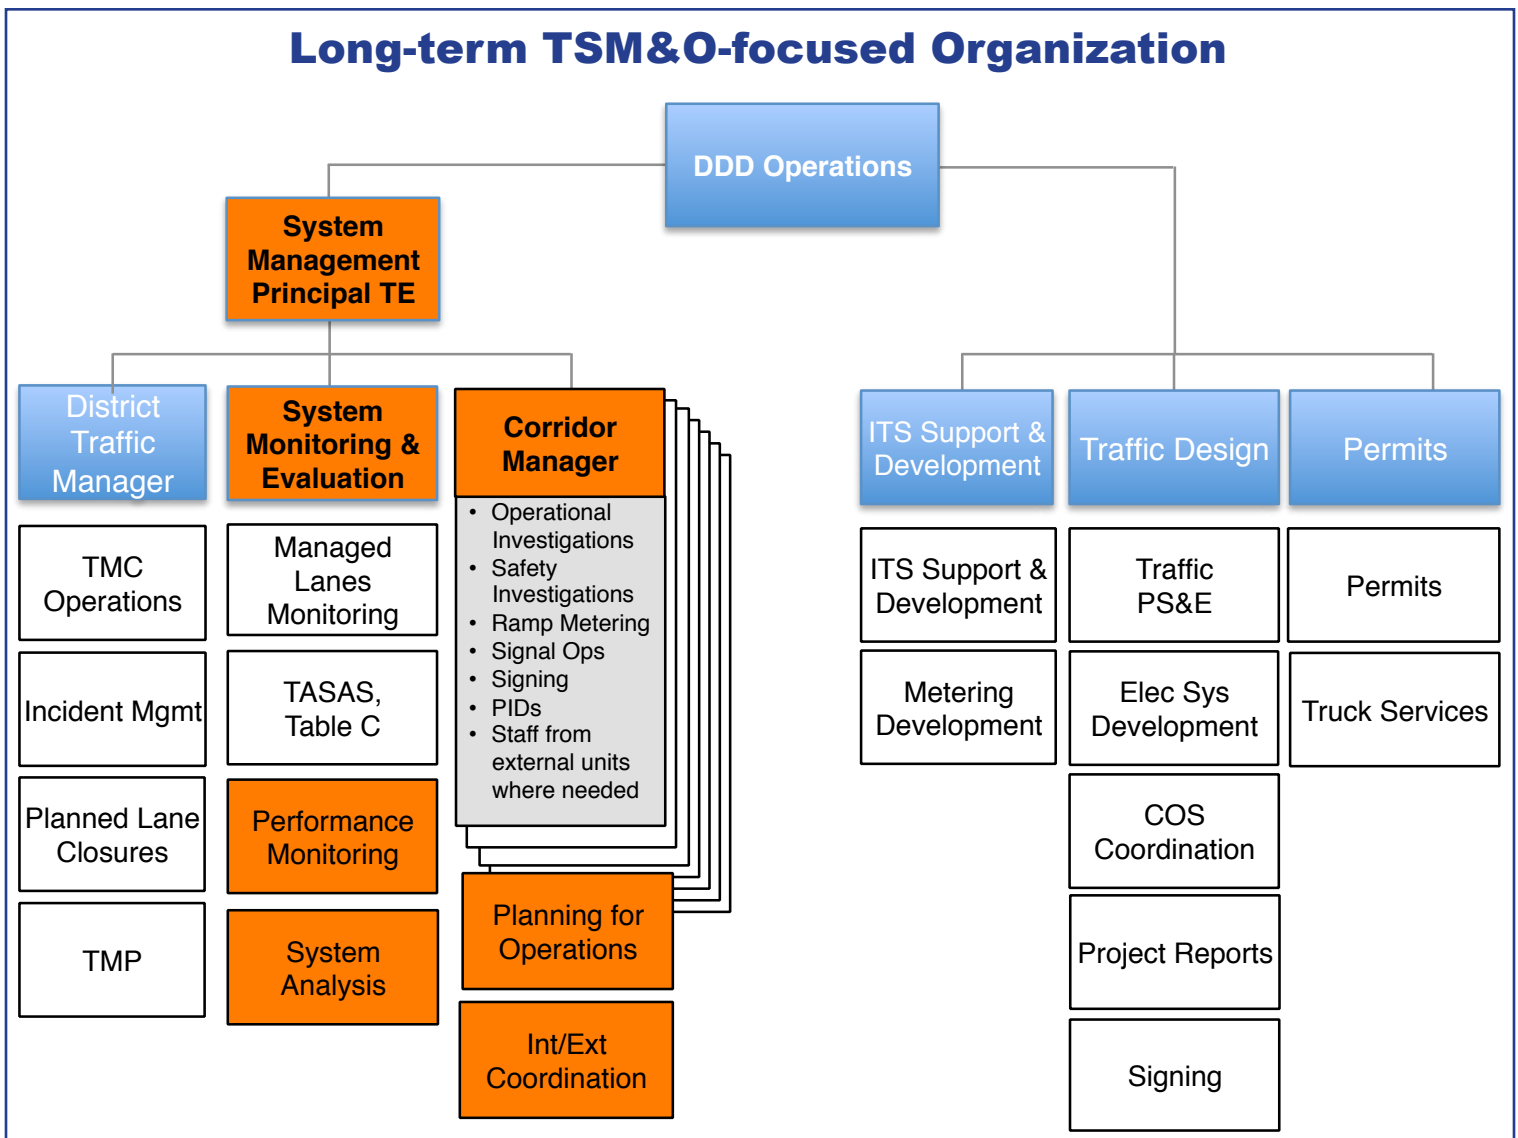 Long-term TSM&O-focused Organization
DDD Operations
System
Management
Principal TE
District
Traffic
Manager
TMC
Operations
Incident Mgmt
Planned Lane
Closures
TMP
System
Monitoring &
Evaluation
Managed
Lanes
Monitoring
TASAS,
Table C
Performance
Monitoring
System
Analysis
Corridor
Manager
• Operational
Investigations
• Safety
Investigations
• Ramp Metering
• Signal Ops
• Signing
• PIDs
• Staff from
external units
where needed
Planning for
Operations
Int/Ext
Coordination
ITS Support &
Development
ITS Support &
Development
Metering
Development
Traffic Design
Traffic
PS&E
Elec Sys
Development
COS
Coordination
Project Reports
Signing
Permits
Permits
Truck Services